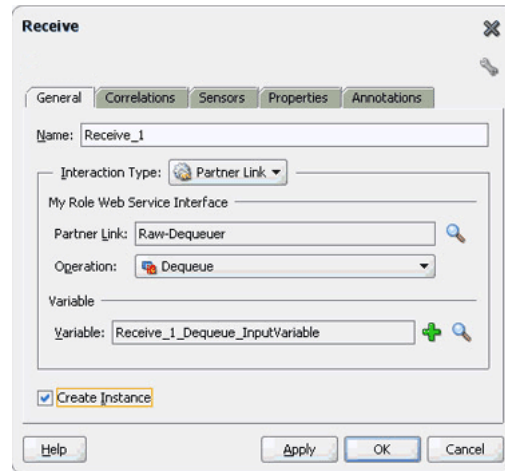 Receive
General Correlations Sensors Properties Annotations
Name: Receive_1
Interaction Type: Partner Link
My Role Web Service Interface
Partner Link: Raw-Dequeuer
Operation: Dequeue
Variable
Variable: Receive_1_Dequeue_InputVariable
Create Instance
Help Apply OK Cancel